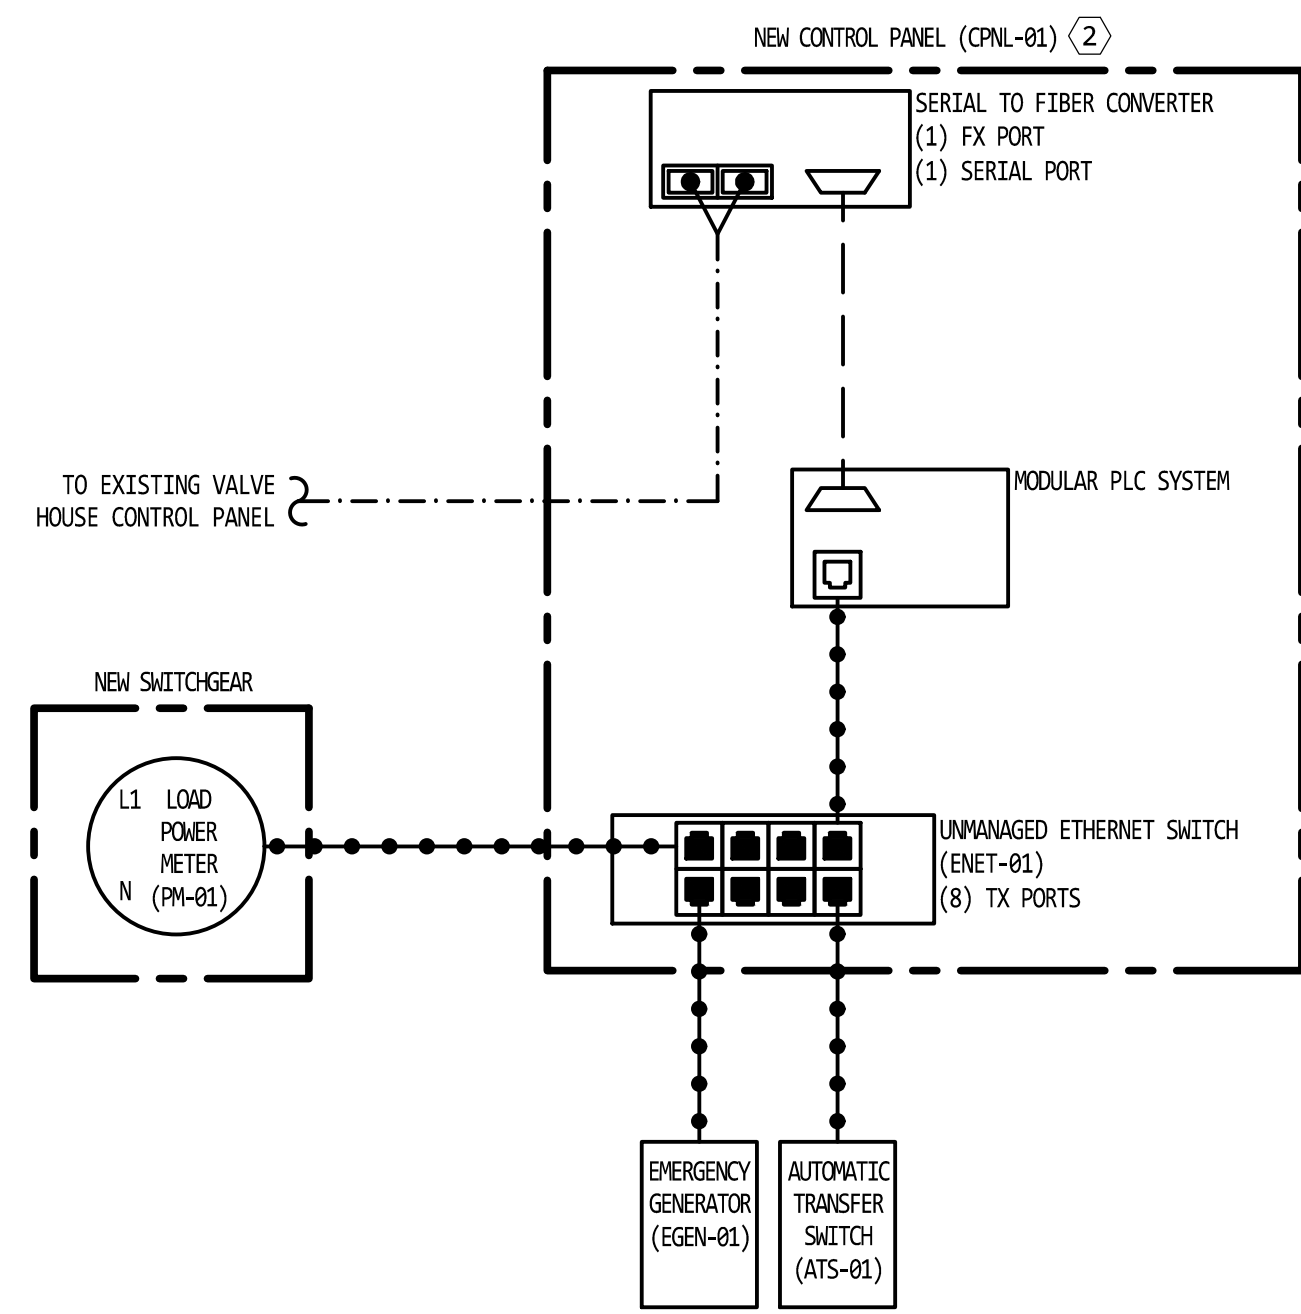 NEW CONTROL PANEL (CPNL-01) 2
SERIAL TO FIBER CONVERTER
(1) FX PORT
(1) SERIAL PORT
TO EXISTING VALVE
HOUSE CONTROL PANEL
MODULAR PLC SYSTEM
NEW SWITCHGEAR
L1 LOAD
POWER
METER
N (PM-01)
UNMANAGED ETHERNET SWITCH
(ENET-01)
(8) TX PORTS
EMERGENCY
GENERATOR
(EGEN-01)
AUTOMATIC
TRANSFER
SWITCH
(ATS-01)